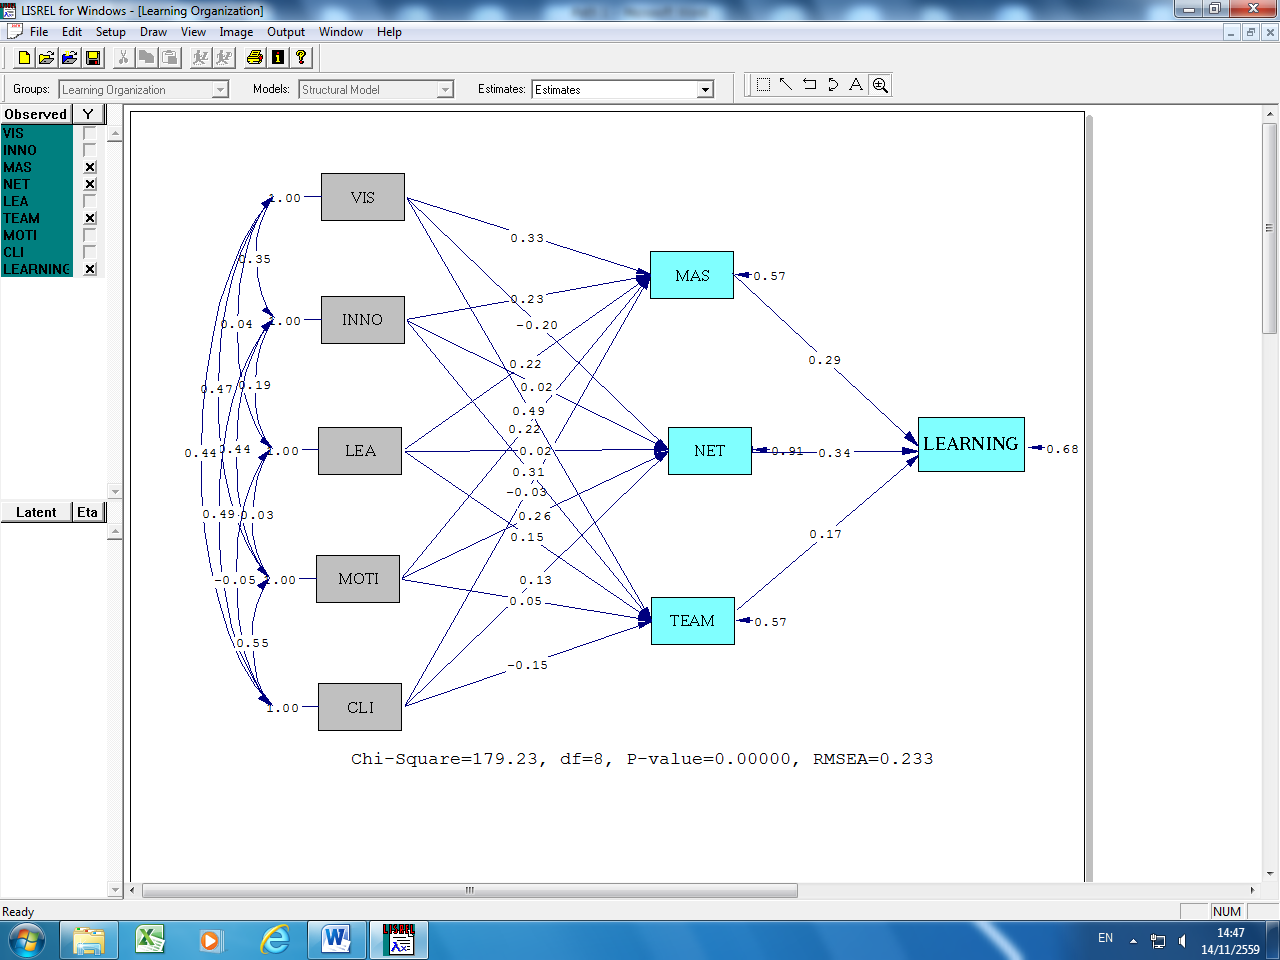 LISREL for Windows - [Learning Organization]
File Edit Setup Draw View Image Output Window Help
Groups: Learning Organization Models: Structural Model Estimates: Estimates
Observed Y
VIS
INNO
MAS
NET
LEA
TEAM
MOTI
CLI
LEARNING
Latent Eta
1.00 VIS
0.33
0.35
MAS 0.57
0.23
1.00 INNO
0.04 -0.20
0.22 0.29
0.47 0.19 0.02
0.49
0.22
LEARNING 0.68
0.44 0.44 1.00 LEA 0.02 NET 0.91 0.34
0.31
-0.03
0.49 0.03 0.26
0.15 0.17
-0.05 1.00 MOTI 0.13
0.05
TEAM 0.57
0.55
-0.15
1.00 CLI
Chi-Square=179.23, df=8, P-value=0.00000, RMSEA=0.233
Ready NUM
EN 14:47
14/11/2559